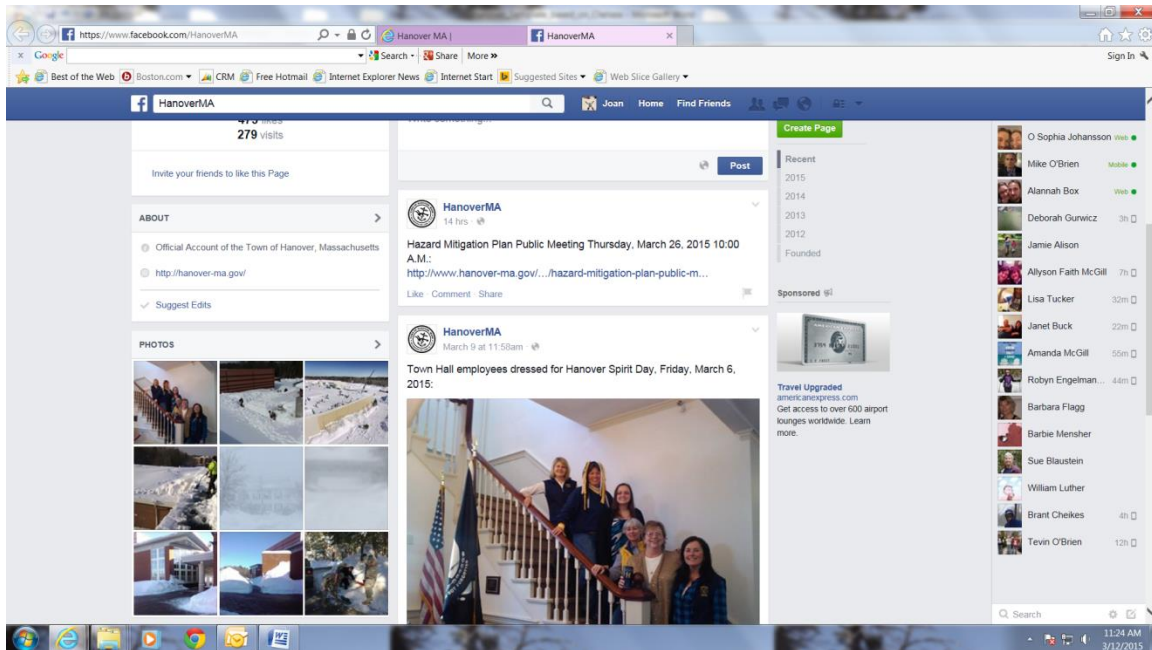 https://www.facebook.com/HanoverMA
Hanover MA |
HanoverMA
x Google
Search
Share
More »
Sign In
Best of the Web
Boston.com
CRM
Free Hotmail
Internet Explorer News
Internet Start
Suggested Sites
Web Slice Gallery
HanoverMA
Joan
Home
Find Friends
475 likes
279 visits
Invite your friends to like this Page
ABOUT
Official Account of the Town of Hanover, Massachusetts
http://hanover-ma.gov/
Suggest Edits
PHOTOS
Write something...
Post
HanoverMA
14 hrs ·
Hazard Mitigation Plan Public Meeting Thursday, March 26, 2015 10:00
A.M.:
http://www.hanover-ma.gov/.../hazard-mitigation-plan-public-m...
Like · Comment · Share
HanoverMA
March 9 at 11:58am ·
Town Hall employees dressed for Hanover Spirit Day, Friday, March 6,
2015:
Create Page
Recent
2015
2014
2013
2012
Founded
Sponsored
Travel Upgraded
americanexpress.com
Get access to over 600 airport
lounges worldwide. Learn
more.
O Sophia Johansson Web
Mike O'Brien Mobile
Alannah Box Web
Deborah Gurwicz 3h
Jamie Alison
Allyson Faith McGill 7h
Lisa Tucker 32m
Janet Buck 22m
Amanda McGill 55m
Robyn Engelman... 44m
Barbara Flagg
Barbie Mensher
Sue Blaustein
William Luther
Brant Cheikes 4h
Tevin O'Brien 12h
Search
11:24 AM
3/12/2015